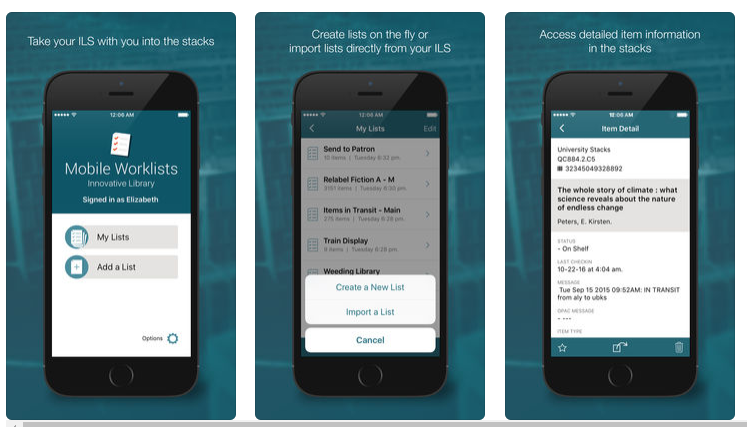 Take your ILS with you into the stacks
12:06 AM
Mobile Worklists
Innovative Library
Signed in as Elizabeth
My Lists
Add a List
Options
Create lists on the fly or
import lists directly from your ILS
12:06 AM
My Lists
Edit
Send to Patron
10 items | Tuesday 6:32 pm.
Relabel Fiction A - M
3191 items | Tuesday 6:30 pm.
Items in Transit - Main
275 items | Tuesday 6:28 pm.
Train Display
9 items | Tuesday 6:28 pm.
Weeding Library
Create a New List
Import a List
Cancel
Access detailed item information
in the stacks
12:06 AM
Item Detail
University Stacks
QC884.2.C5
32345049328892
The whole story of climate : what
science reveals about the nature
of endless change
Peters, E. Kirsten.
STATUS
- On Shelf
LAST CHECKIN
10-22-16 at 4:04 am.
MESSAGE
Tue Sep 15 2015 09:52AM: IN TRANSIT
from aly to ubks
OPAC MESSAGE
- ---
ITEM TYPE